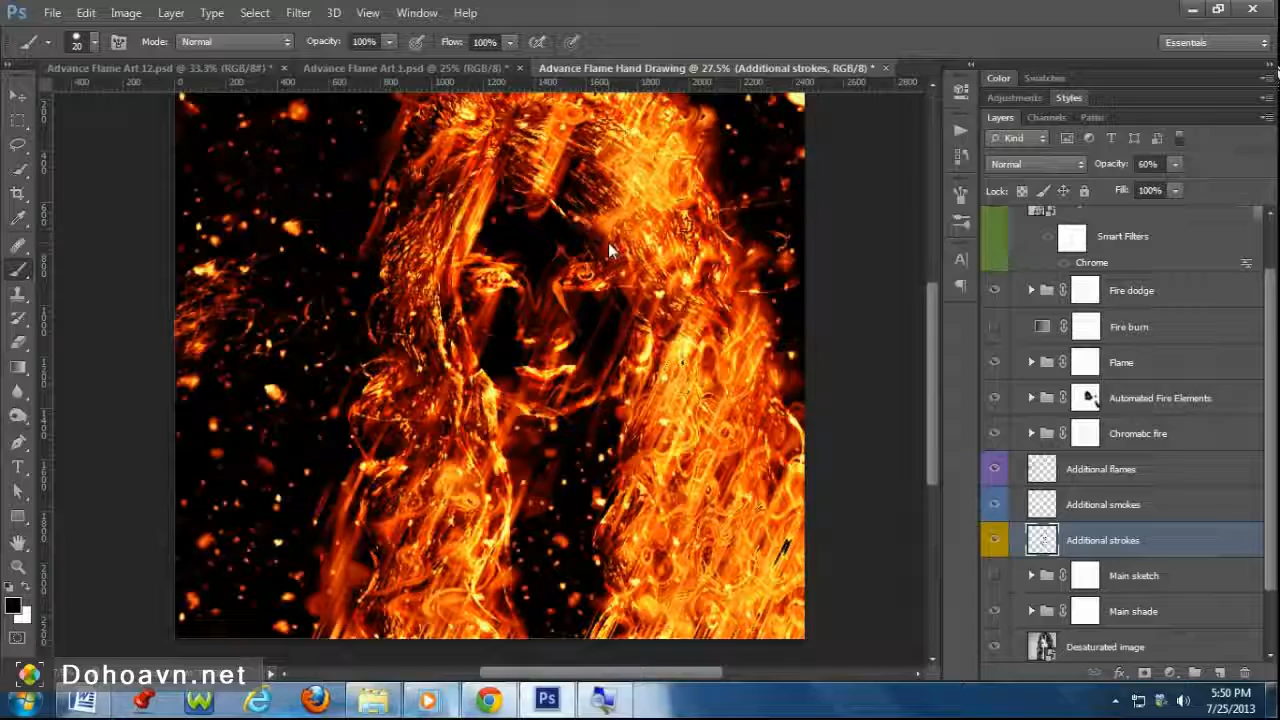 Ps File Edit Image Layer Type Select Filter 3D View Window Help
20 Mode: Normal Opacity: 100% Flow: 100% Essentials
Advance Flame Art 12.psd @ 33.3% (RGB/8#) * × Advance Flame Art 1.psd @ 25% (RGB/8) * × Advance Flame Hand Drawing @ 27.5% (Additional strokes, RGB/8) * ×
400 200 0 200 400 600 800 1000 1200 1400 1600 1800 2000 2200 2400 2600 2800
Color Swatches
Adjustments Styles
Layers Channels Paths
Kind
Normal Opacity: 60%
Lock: Fill: 100%
Smart Filters
Chrome
Fire dodge
Fire burn
Flame
Automated Fire Elements
Chromatic fire
Additional flames
Additional smokes
Additional strokes
Main sketch
Main shade
Desaturated image
Dohoavn.net
5:50 PM
7/25/2013